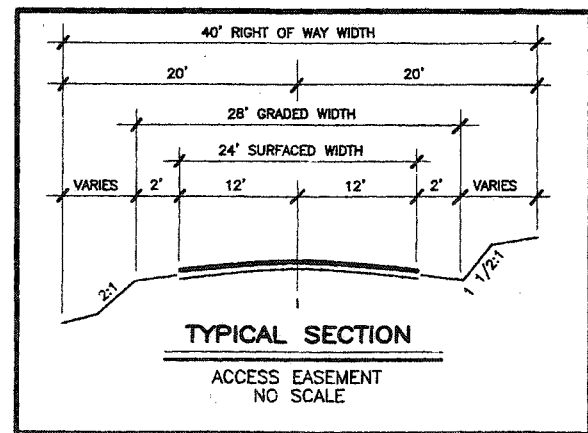 40' RIGHT OF WAY WIDTH
20' 20'
28' GRADED WIDTH
24' SURFACED WIDTH
VARIES 2' 12' 12' 2' VARIES
2:1
1 1/2:1
TYPICAL SECTION
ACCESS EASEMENT
NO SCALE